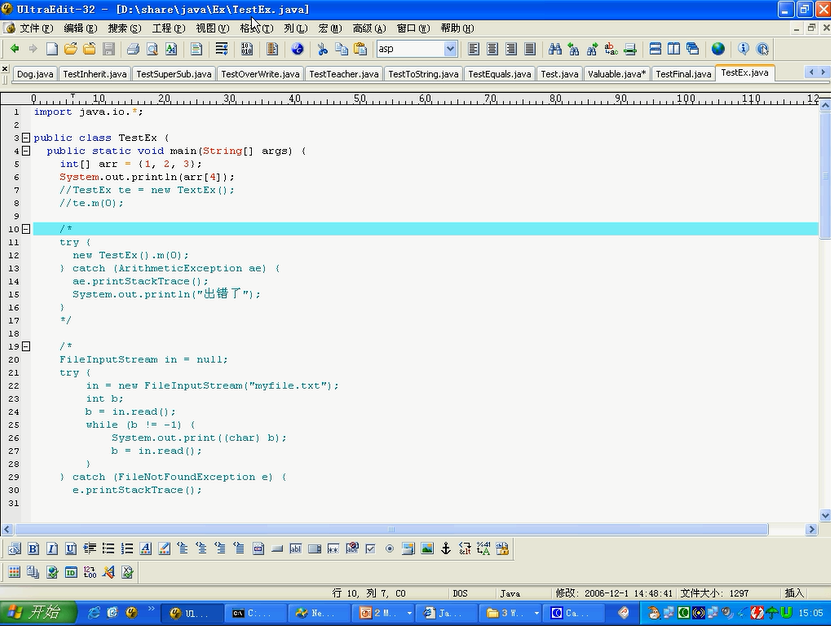 UltraEdit-32 - [D:\share\java\Ex\TestEx.java]
文件(F) 编辑(E) 搜索(S) 工程(P) 视图(V) 格式(T) 列(L) 宏(M) 高级(A) 窗口(W) 帮助(H)
asp
Dog.java TestInherit.java TestSuperSub.java TestOverWrite.java TestTeacher.java TestToString.java TestEquals.java Test.java Valuable.java* TestFinal.java TestEx.java
0 10 20 30 40 50 60 70 80 90 100 110 12
1 import java.io.*;
2
3 public class TestEx {
4 public static void main(String[] args) {
5 int[] arr = {1, 2, 3};
6 System.out.println(arr[4]);
7 //TestEx te = new TextEx();
8 //te.m(0);
9
10 /*
11 try {
12 new TestEx().m(0);
13 } catch (ArithmeticException ae) {
14 ae.printStackTrace();
15 System.out.println("出错了");
16 }
17 */
18
19 /*
20 FileInputStream in = null;
21 try {
22 in = new FileInputStream("myfile.txt");
23 int b;
24 b = in.read();
25 while (b != -1) {
26 System.out.print((char) b);
27 b = in.read();
28 }
29 } catch (FileNotFoundException e) {
30 e.printStackTrace();
31
行 10, 列 7, C0 DOS Java 修改: 2006-12-1 14:48:41 文件大小: 1297 插入
开始 Ul... C:... Ne... 2 M... Ja... 3 W... Ca... 15:05